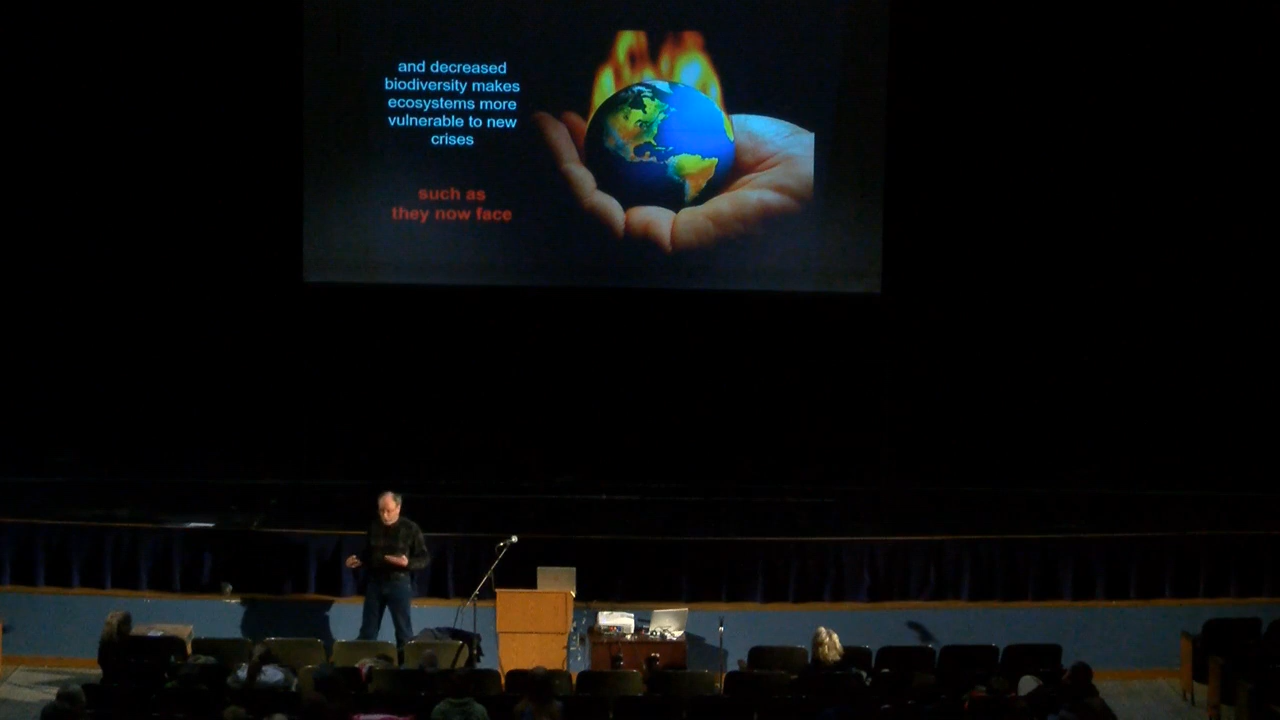 and decreased
biodiversity makes
ecosystems more
vulnerable to new
crises
such as
they now face